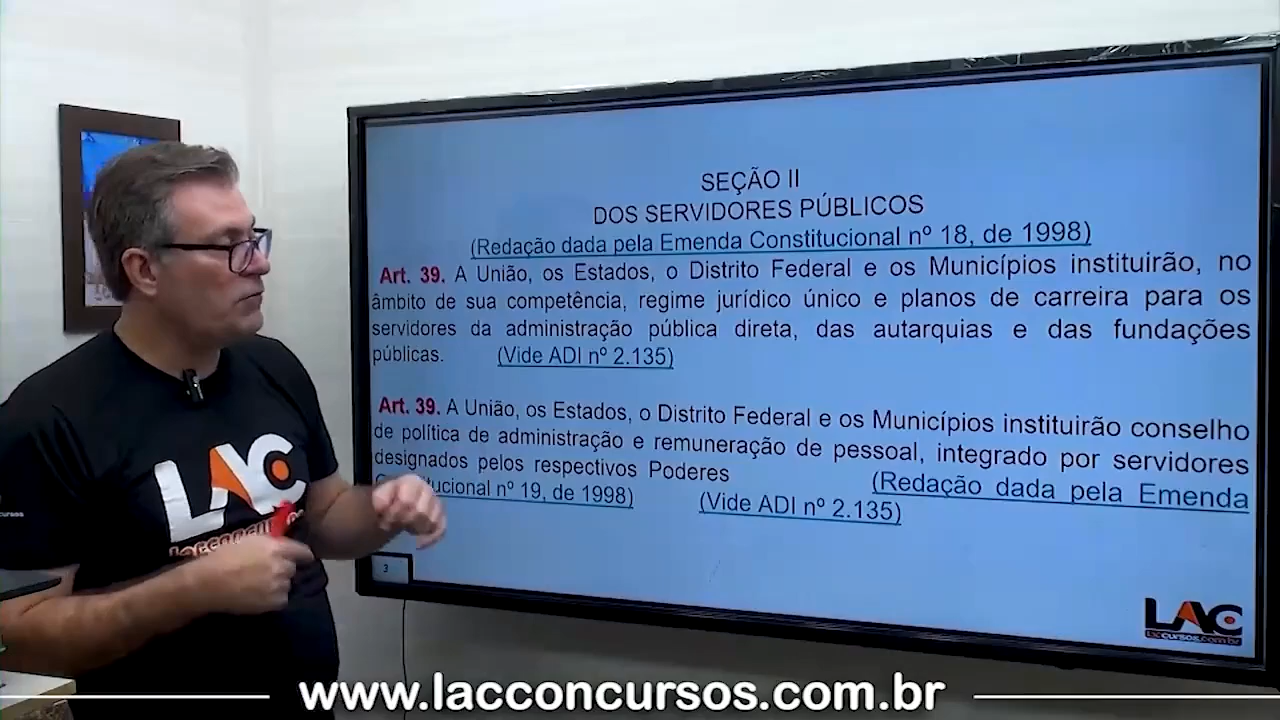 SEÇÃO II
DOS SERVIDORES PÚBLICOS
(Redação dada pela Emenda Constitucional nº 18, de 1998)
Art. 39. A União, os Estados, o Distrito Federal e os Municípios instituirão, no
âmbito de sua competência, regime jurídico único e planos de carreira para os
servidores da administração pública direta, das autarquias e das fundações
públicas. (Vide ADI nº 2.135)
Art. 39. A União, os Estados, o Distrito Federal e os Municípios instituirão conselho
de política de administração e remuneração de pessoal, integrado por servidores
designados pelos respectivos Poderes (Redação dada pela Emenda
nº 19, de 1998) (Vide ADI nº 2.135)
3
LAC
laccursos.com.br
LAC
www.lacconcursos.com.br